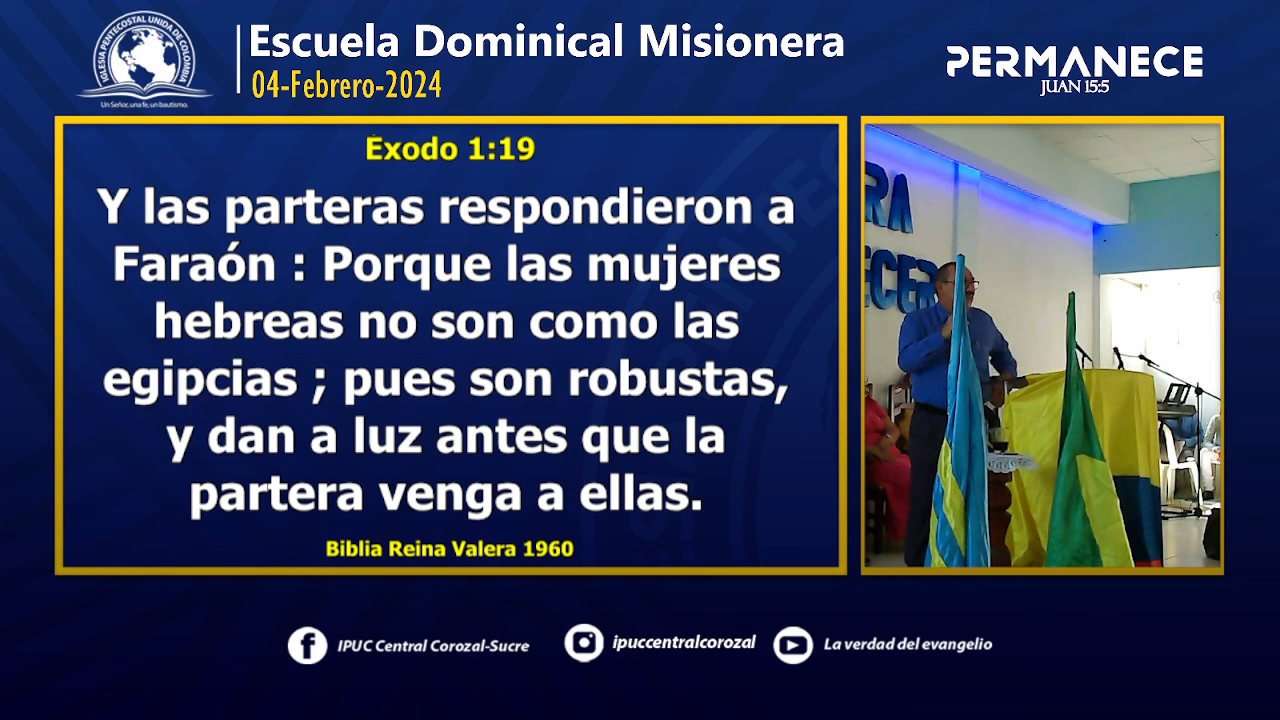 IGLESIA PENTECOSTAL UNIDA DE COLOMBIA
Un Señor, una fe, un bautismo.
Escuela Dominical Misionera
04-Febrero-2024
PERMANECE
JUAN 15:5
Éxodo 1:19
Y las parteras respondieron a
Faraón : Porque las mujeres
hebreas no son como las
egipcias ; pues son robustas,
y dan a luz antes que la
partera venga a ellas.
Biblia Reina Valera 1960
RA
ECER
IPUC Central Corozal-Sucre
ipuccentralcorozal
La verdad del evangelio